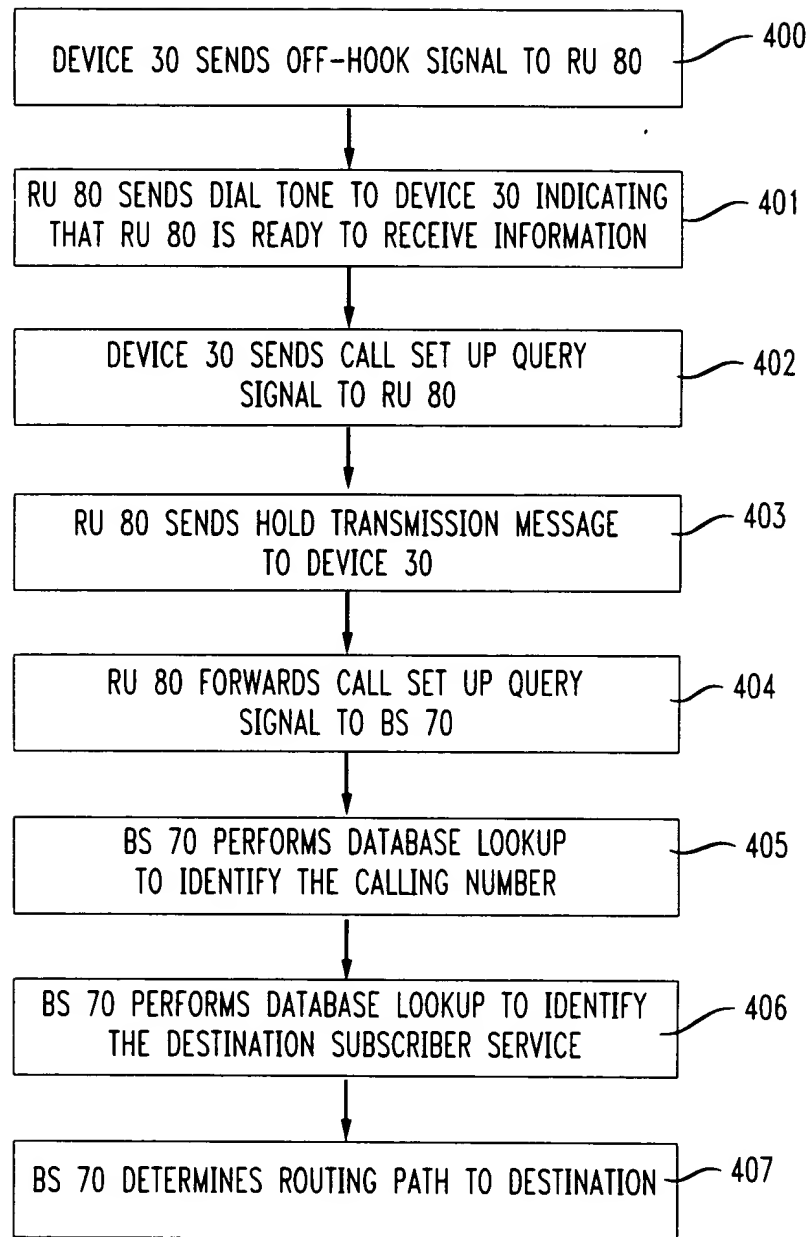 DEVICE 30 SENDS OFF-HOOK SIGNAL TO RU 80
400
RU 80 SENDS DIAL TONE TO DEVICE 30 INDICATING
THAT RU 80 IS READY TO RECEIVE INFORMATION
401
DEVICE 30 SENDS CALL SET UP QUERY
SIGNAL TO RU 80
402
RU 80 SENDS HOLD TRANSMISSION MESSAGE
TO DEVICE 30
403
RU 80 FORWARDS CALL SET UP QUERY
SIGNAL TO BS 70
404
BS 70 PERFORMS DATABASE LOOKUP
TO IDENTIFY THE CALLING NUMBER
405
BS 70 PERFORMS DATABASE LOOKUP TO IDENTIFY
THE DESTINATION SUBSCRIBER SERVICE
406
BS 70 DETERMINES ROUTING PATH TO DESTINATION
407